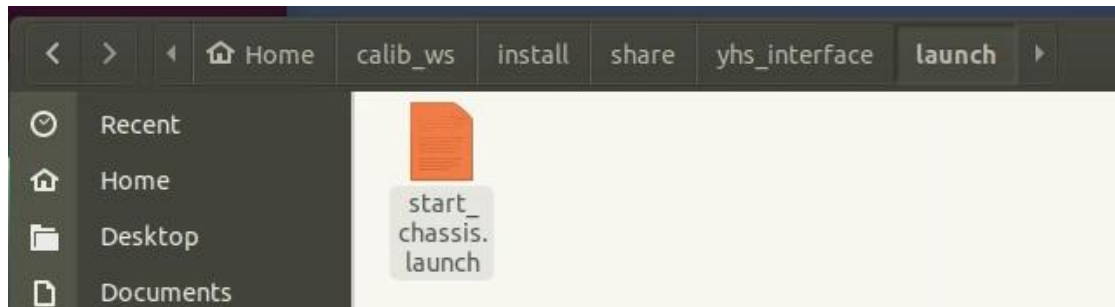 Home calib_ws install share yhs_interface launch
Recent
Home
Desktop
Documents
start_
chassis.
launch